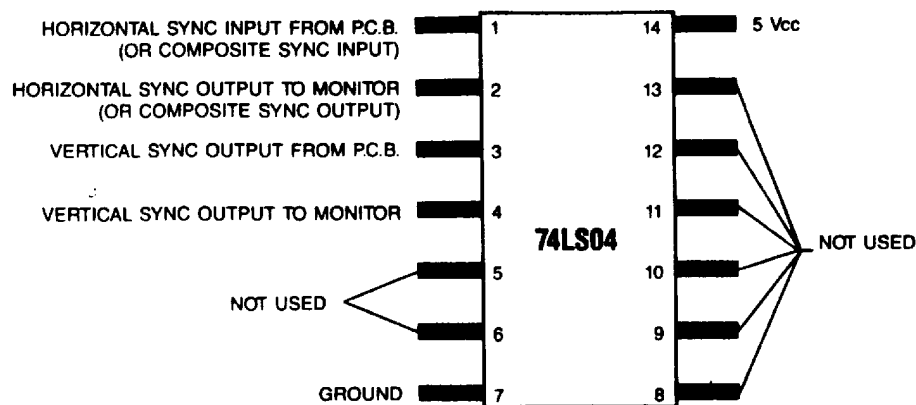 HORIZONTAL SYNC INPUT FROM P.C.B.
(OR COMPOSITE SYNC INPUT)
1
14
5 Vcc
HORIZONTAL SYNC OUTPUT TO MONITOR
(OR COMPOSITE SYNC OUTPUT)
2
13
VERTICAL SYNC OUTPUT FROM P.C.B.
3
12
VERTICAL SYNC OUTPUT TO MONITOR
4
11
74LS04
NOT USED
5
10
NOT USED
6
9
GROUND
7
8